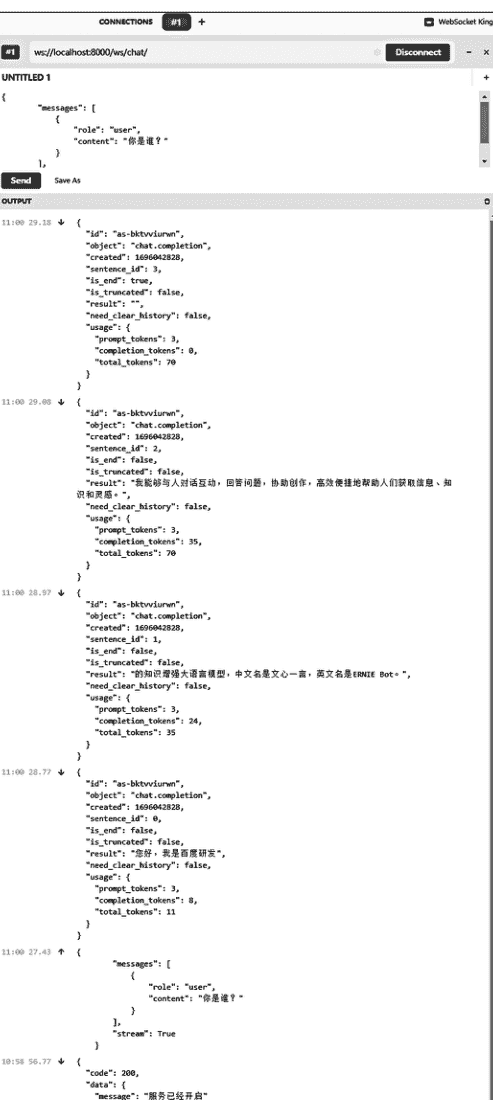 CONNECTIONS #1 + WebSocket King
#1 ws://localhost:8000/ws/chat/ Disconnect − ×
UNTITLED 1 +
{
"messages": [
{
"role": "user",
"content": "你是谁？"
}
],
Send Save As
OUTPUT
11:00 29.18 ↓ {
"id": "as-bktvviurwn",
"object": "chat.completion",
"created": 1696042828,
"sentence_id": 3,
"is_end": true,
"is_truncated": false,
"result": "",
"need_clear_history": false,
"usage": {
"prompt_tokens": 3,
"completion_tokens": 0,
"total_tokens": 70
}
}
11:00 29.08 ↓ {
"id": "as-bktvviurwn",
"object": "chat.completion",
"created": 1696042828,
"sentence_id": 2,
"is_end": false,
"is_truncated": false,
"result": "我能够与人对话互动，回答问题，协助创作，高效便捷地帮助人们获取信息、知
识和灵感。",
"need_clear_history": false,
"usage": {
"prompt_tokens": 3,
"completion_tokens": 35,
"total_tokens": 70
}
}
11:00 28.97 ↓ {
"id": "as-bktvviurwn",
"object": "chat.completion",
"created": 1696042828,
"sentence_id": 1,
"is_end": false,
"is_truncated": false,
"result": "的知识增强大语言模型，中文名是文心一言，英文名是ERNIE Bot。",
"need_clear_history": false,
"usage": {
"prompt_tokens": 3,
"completion_tokens": 24,
"total_tokens": 35
}
}
11:00 28.77 ↓ {
"id": "as-bktvviurwn",
"object": "chat.completion",
"created": 1696042828,
"sentence_id": 0,
"is_end": false,
"is_truncated": false,
"result": "您好，我是百度研发",
"need_clear_history": false,
"usage": {
"prompt_tokens": 3,
"completion_tokens": 8,
"total_tokens": 11
}
}
11:00 27.43 ↑ {
"messages": [
{
"role": "user",
"content": "你是谁？"
}
],
"stream": True
}
10:58 56.77 ↓ {
"code": 200,
"data": {
"message": "服务已经开启"